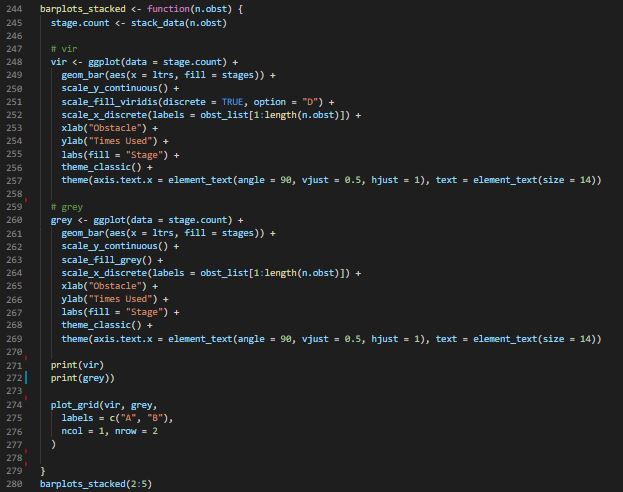 244 barplots_stacked <- function(n.obst) {
245   stage.count <- stack_data(n.obst)
246
247   # vir
248   vir <- ggplot(data = stage.count) +
249     geom_bar(aes(x = ltrs, fill = stages)) +
250     scale_y_continuous() +
251     scale_fill_viridis(discrete = TRUE, option = "D") +
252     scale_x_discrete(labels = obst_list[1:length(n.obst)]) +
253     xlab("Obstacle") +
254     ylab("Times Used") +
255     labs(fill = "Stage") +
256     theme_classic() +
257     theme(axis.text.x = element_text(angle = 90, vjust = 0.5, hjust = 1), text = element_text(size = 14))
258
259   # grey
260   grey <- ggplot(data = stage.count) +
261     geom_bar(aes(x = ltrs, fill = stages)) +
262     scale_y_continuous() +
263     scale_fill_grey() +
264     scale_x_discrete(labels = obst_list[1:length(n.obst)]) +
265     xlab("Obstacle") +
266     ylab("Times Used") +
267     labs(fill = "Stage") +
268     theme_classic() +
269     theme(axis.text.x = element_text(angle = 90, vjust = 0.5, hjust = 1), text = element_text(size = 14))
270
271   print(vir)
272   print(grey))
273
274   plot_grid(vir, grey,
275     labels = c("A", "B"),
276     ncol = 1, nrow = 2
277   )
278
279 }
280 barplots_stacked(2:5)